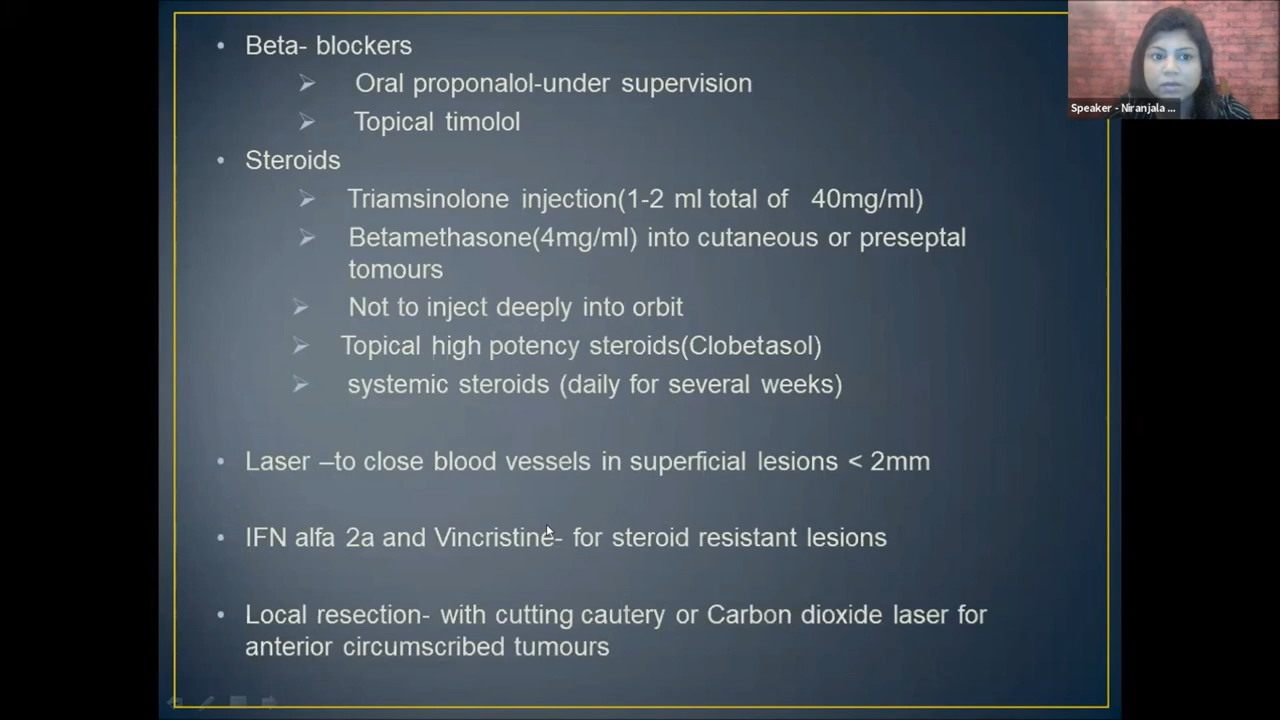 • Beta- blockers
➢ Oral proponalol-under supervision
➢ Topical timolol
• Steroids
➢ Triamsinolone injection(1-2 ml total of 40mg/ml)
➢ Betamethasone(4mg/ml) into cutaneous or preseptal
tomours
➢ Not to inject deeply into orbit
➢ Topical high potency steroids(Clobetasol)
➢ systemic steroids (daily for several weeks)
• Laser –to close blood vessels in superficial lesions < 2mm
• IFN alfa 2a and Vincristine- for steroid resistant lesions
• Local resection- with cutting cautery or Carbon dioxide laser for
anterior circumscribed tumours
Speaker - Niranjala ...